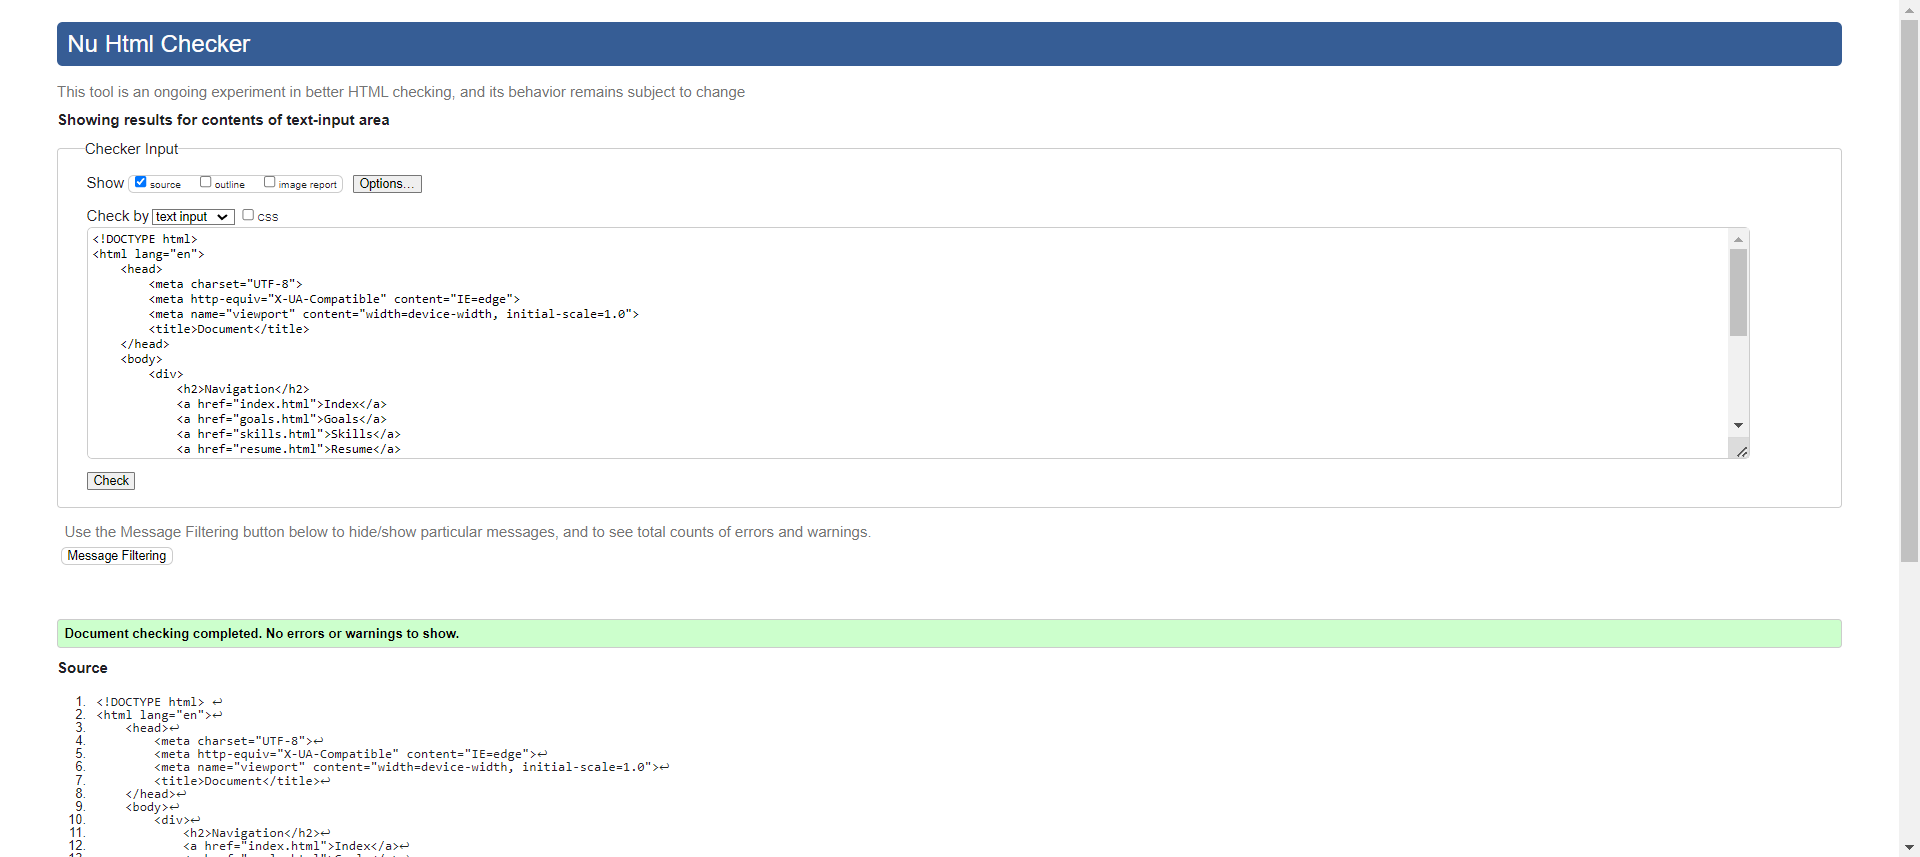 Nu Html Checker
This tool is an ongoing experiment in better HTML checking, and its behavior remains subject to change
Showing results for contents of text-input area
Checker Input
Show source outline image report Options...
Check by text input css
<!DOCTYPE html>
<html lang="en">
    <head>
        <meta charset="UTF-8">
        <meta http-equiv="X-UA-Compatible" content="IE=edge">
        <meta name="viewport" content="width=device-width, initial-scale=1.0">
        <title>Document</title>
    </head>
    <body>
        <div>
            <h2>Navigation</h2>
            <a href="index.html">Index</a>
            <a href="goals.html">Goals</a>
            <a href="skills.html">Skills</a>
            <a href="resume.html">Resume</a>
Check
Use the Message Filtering button below to hide/show particular messages, and to see total counts of errors and warnings.
Message Filtering
Document checking completed. No errors or warnings to show.
Source
1. <!DOCTYPE html> ↩
2. <html lang="en">↩
3.     <head>↩
4.         <meta charset="UTF-8">↩
5.         <meta http-equiv="X-UA-Compatible" content="IE=edge">↩
6.         <meta name="viewport" content="width=device-width, initial-scale=1.0">↩
7.         <title>Document</title>↩
8.     </head>↩
9.     <body>↩
10.         <div>↩
11.             <h2>Navigation</h2>↩
12.             <a href="index.html">Index</a>↩